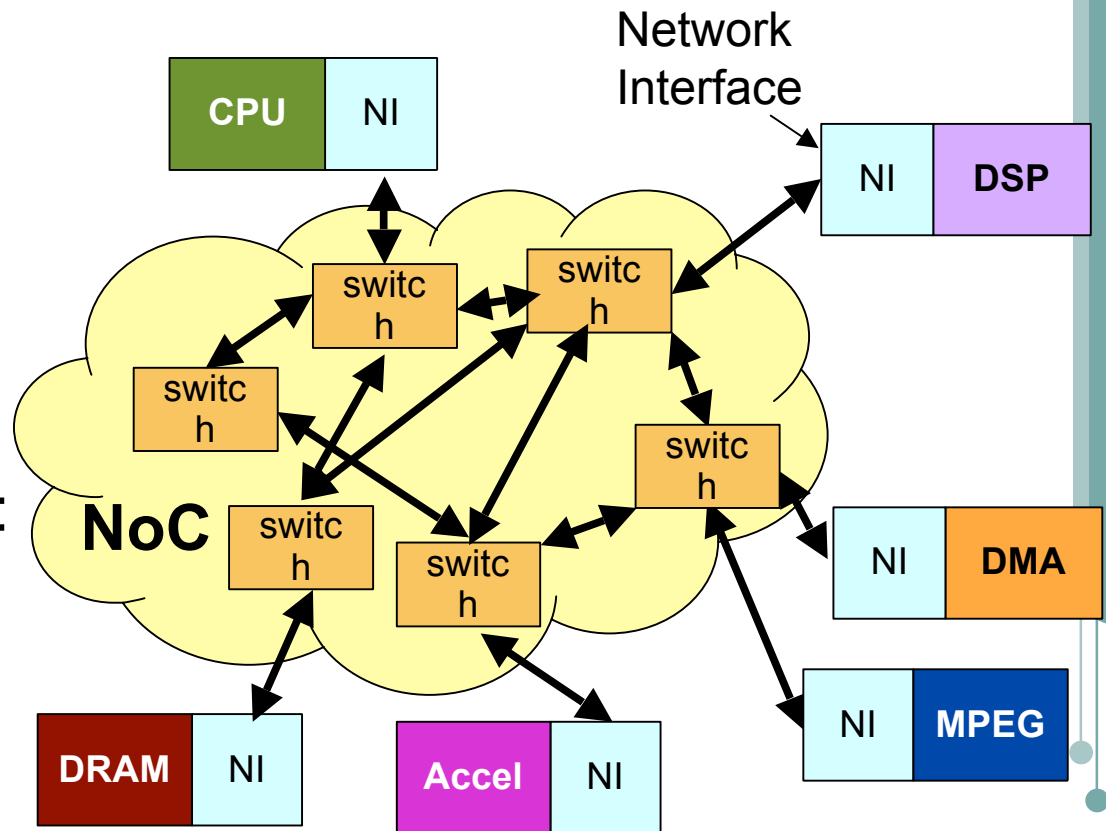 Network
Interface
CPU
NI
NI
DSP
switc
h
switc
h
switc
h
switc
h
NoC
switc
h
switc
h
NI
DMA
NI
MPEG
DRAM
NI
Accel
NI